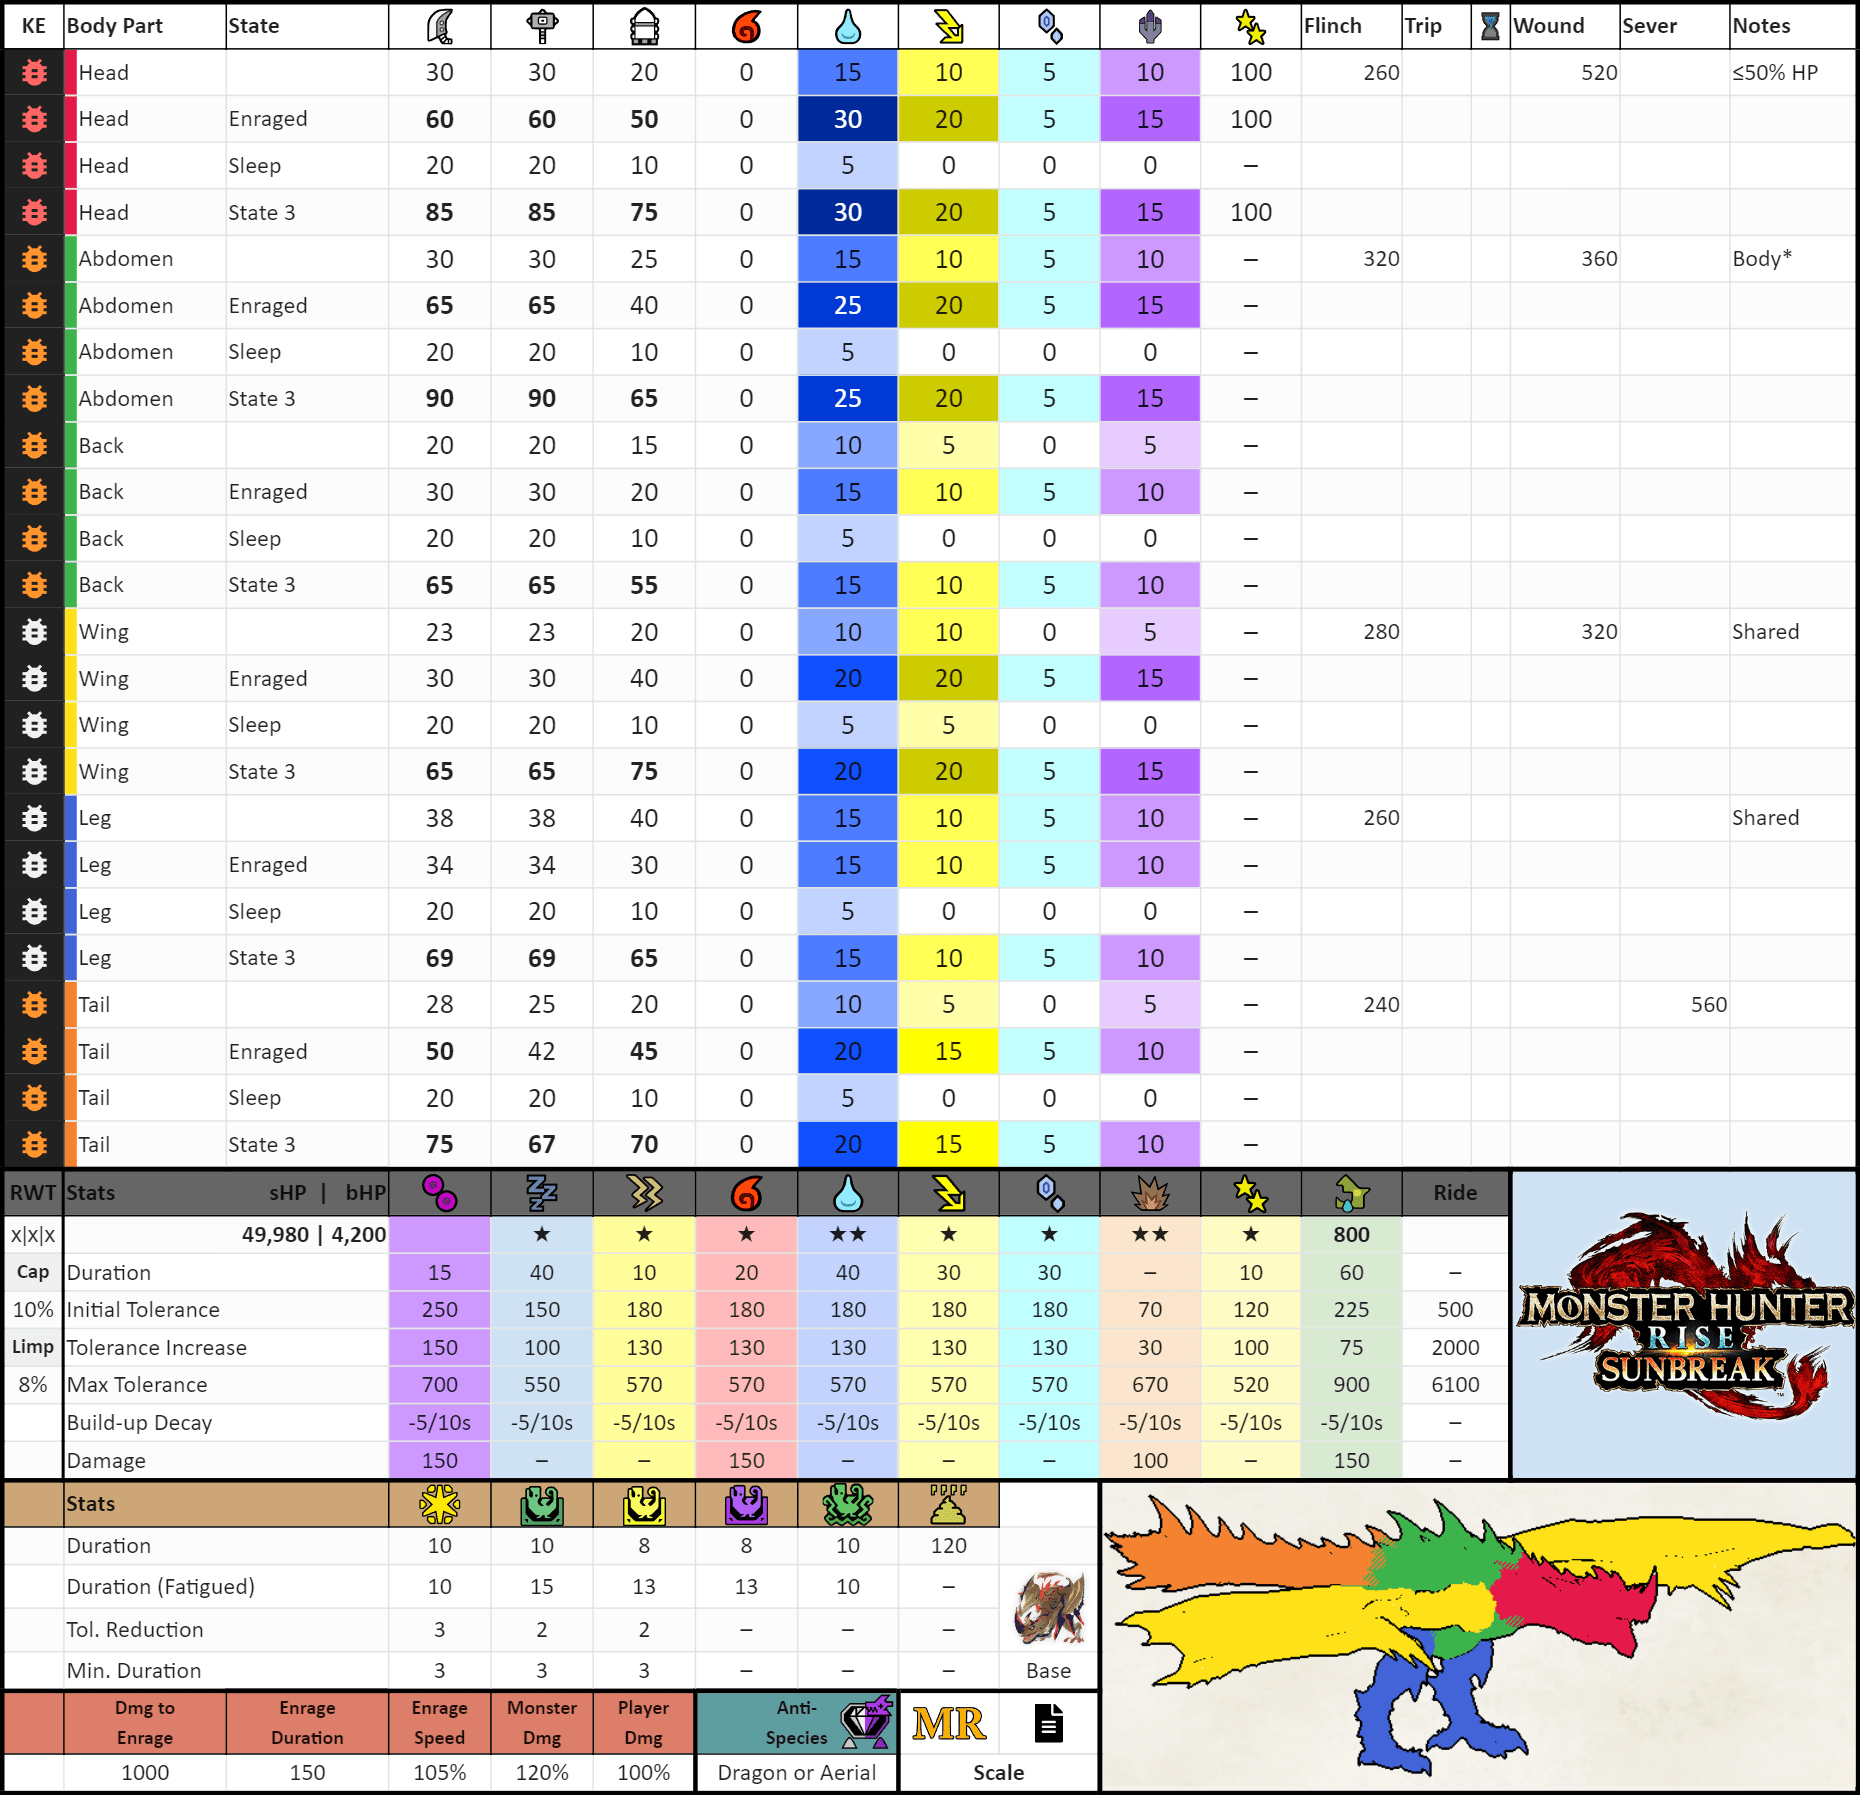 KE Body Part State Flinch Trip Wound Sever Notes
Head 30 30 20 0 15 10 5 10 100 260 520 ≤50% HP
Head Enraged 60 60 50 0 30 20 5 15 100
Head Sleep 20 20 10 0 5 0 0 0 –
Head State 3 85 85 75 0 30 20 5 15 100
Abdomen 30 30 25 0 15 10 5 10 – 320 360 Body*
Abdomen Enraged 65 65 40 0 25 20 5 15 –
Abdomen Sleep 20 20 10 0 5 0 0 0 –
Abdomen State 3 90 90 65 0 25 20 5 15 –
Back 20 20 15 0 10 5 0 5 –
Back Enraged 30 30 20 0 15 10 5 10 –
Back Sleep 20 20 10 0 5 0 0 0 –
Back State 3 65 65 55 0 15 10 5 10 –
Wing 23 23 20 0 10 10 0 5 – 280 320 Shared
Wing Enraged 30 30 40 0 20 20 5 15 –
Wing Sleep 20 20 10 0 5 5 0 0 –
Wing State 3 65 65 75 0 20 20 5 15 –
Leg 38 38 40 0 15 10 5 10 – 260 Shared
Leg Enraged 34 34 30 0 15 10 5 10 –
Leg Sleep 20 20 10 0 5 0 0 0 –
Leg State 3 69 69 65 0 15 10 5 10 –
Tail 28 25 20 0 10 5 0 5 – 240 560
Tail Enraged 50 42 45 0 20 15 5 10 –
Tail Sleep 20 20 10 0 5 0 0 0 –
Tail State 3 75 67 70 0 20 15 5 10 –
RWT Stats sHP | bHP Ride
x|x|x 49,980 | 4,200 ★ ★ ★ ★★ ★ ★ ★★ ★ 800
Cap Duration 15 40 10 20 40 30 30 – 10 60 –
10% Initial Tolerance 250 150 180 180 180 180 180 70 120 225 500
Limp Tolerance Increase 150 100 130 130 130 130 130 30 100 75 2000
8% Max Tolerance 700 550 570 570 570 570 570 670 520 900 6100
Build-up Decay -5/10s -5/10s -5/10s -5/10s -5/10s -5/10s -5/10s -5/10s -5/10s -5/10s –
Damage 150 – – 150 – – – 100 – 150 –
MONSTER HUNTER
RISE
SUNBREAK
™
Stats
Duration 10 10 8 8 10 120
Duration (Fatigued) 10 15 13 13 10 –
Tol. Reduction 3 2 2 – – –
Min. Duration 3 3 3 – – – Base
Dmg to Enrage Enrage Duration Enrage Speed Monster Dmg Player Dmg Anti-Species MR
1000 150 105% 120% 100% Dragon or Aerial Scale